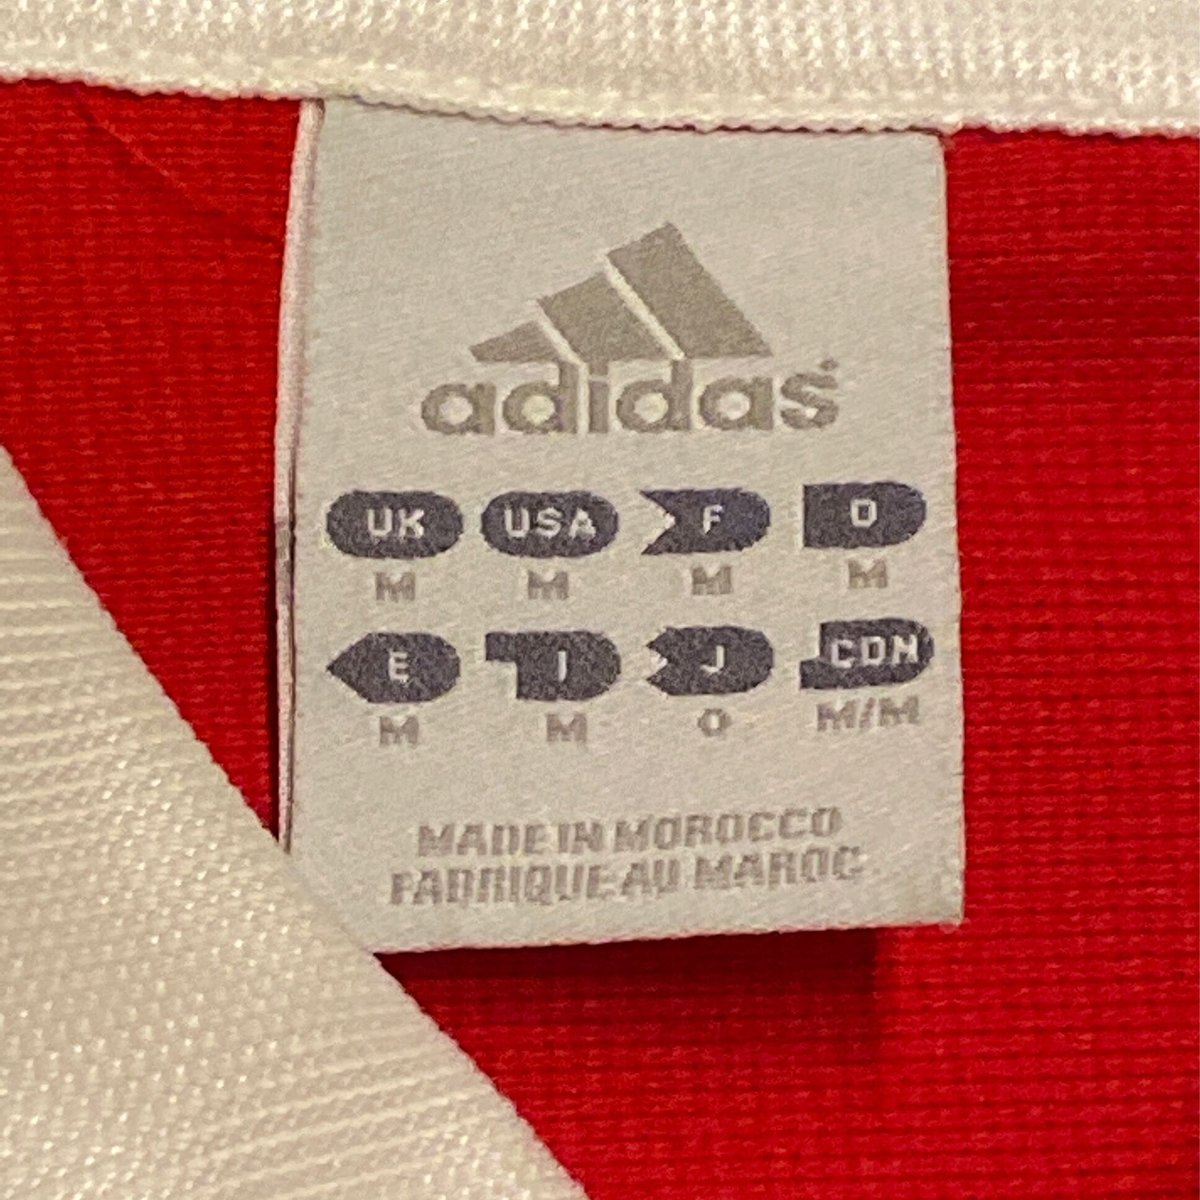 adidas
UK USA F D
M M M M
E I J CDN
M M O M/M
MADE IN MOROCCO
FABRIQUE AU MAROC